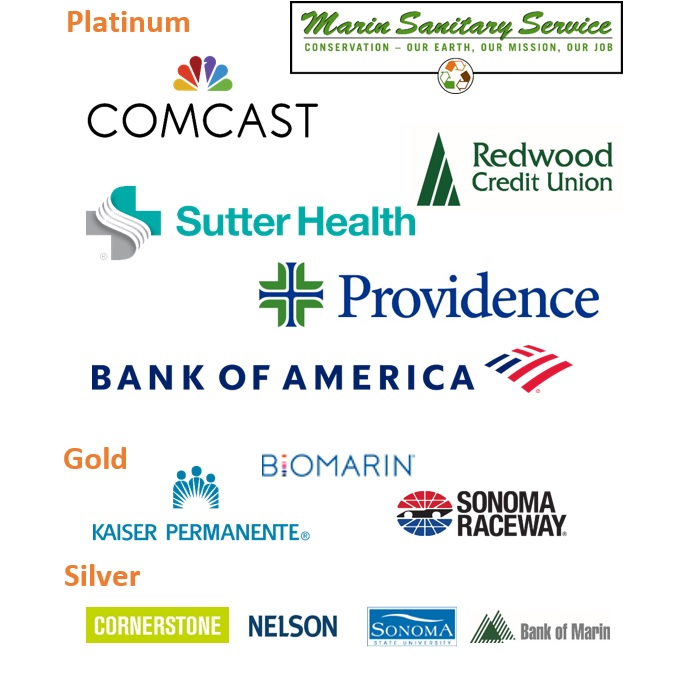 Platinum
Marin Sanitary Service
CONSERVATION – OUR EARTH, OUR MISSION, OUR JOB
COMCAST
Redwood
Credit Union
Sutter Health
®
Providence
BANK OF AMERICA
Gold
BiOMARIN
KAISER PERMANENTE®
SONOMA
RACEWAY
Silver
CORNERSTONE
NELSON
SONOMA
STATE UNIVERSITY
Bank of Marin